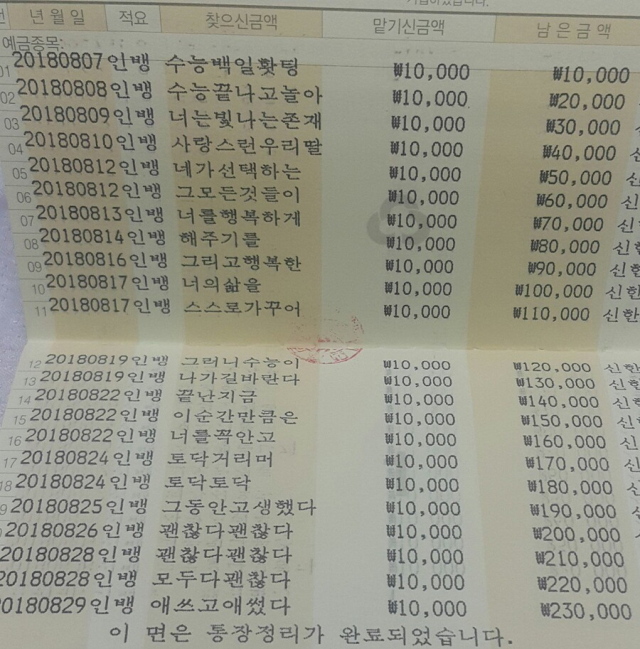 년월일 적요 찾으신금액 맡기신금액 남은금액
예금종목:
01 20180807인뱅 수능백일홧팅 ₩10,000 ₩10,000
02 20180808인뱅 수능끝나고놀아 ₩10,000 ₩20,000
03 20180809인뱅 너는빛나는존재 ₩10,000 ₩30,000
04 20180810인뱅 사랑스런우리딸 ₩10,000 ₩40,000 신
05 20180812인뱅 네가선택하는 ₩10,000 ₩50,000 신
06 20180812인뱅 그모든것들이 ₩10,000 ₩60,000 신
07 20180813인뱅 너를행복하게 ₩10,000 ₩70,000 신
08 20180814인뱅 해주기를 ₩10,000 ₩80,000 신
09 20180816인뱅 그리고행복한 ₩10,000 ₩90,000 신한
10 20180817인뱅 너의삶을 ₩10,000 ₩100,000 신한
11 20180817인뱅 스스로가꾸어 ₩10,000 ₩110,000 신한
12 20180819인뱅 그러니수능이 ₩10,000 ₩120,000 신한
13 20180819인뱅 나가길바란다 ₩10,000 ₩130,000 신한
14 20180822인뱅 끝난지금 ₩10,000 ₩140,000 신한
15 20180822인뱅 이순간만큼은 ₩10,000 ₩150,000 신한
16 20180822인뱅 너를꽉안고 ₩10,000 ₩160,000 신한
17 20180824인뱅 토닥거리며 ₩10,000 ₩170,000 신
18 20180824인뱅 토닥토닥 ₩10,000 ₩180,000 신
20180825인뱅 그동안고생했다 ₩10,000 ₩190,000
20180826인뱅 괜찮다괜찮다 ₩10,000 ₩200,000
20180828인뱅 괜찮다괜찮다 ₩10,000 ₩210,000
20180828인뱅 모두다괜찮다 ₩10,000 ₩220,000
20180829인뱅 애쓰고애썼다 ₩10,000 ₩230,000
이 면은 통장정리가 완료되었습니다.